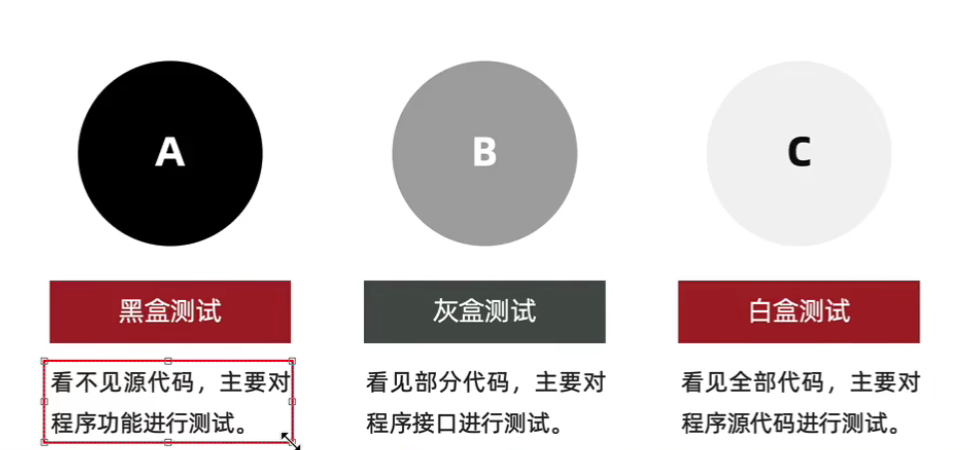 A
B
C
黑盒测试
灰盒测试
白盒测试
看不见源代码，主要对
程序功能进行测试。
看见部分代码，主要对
程序接口进行测试。
看见全部代码，主要对
程序源代码进行测试。